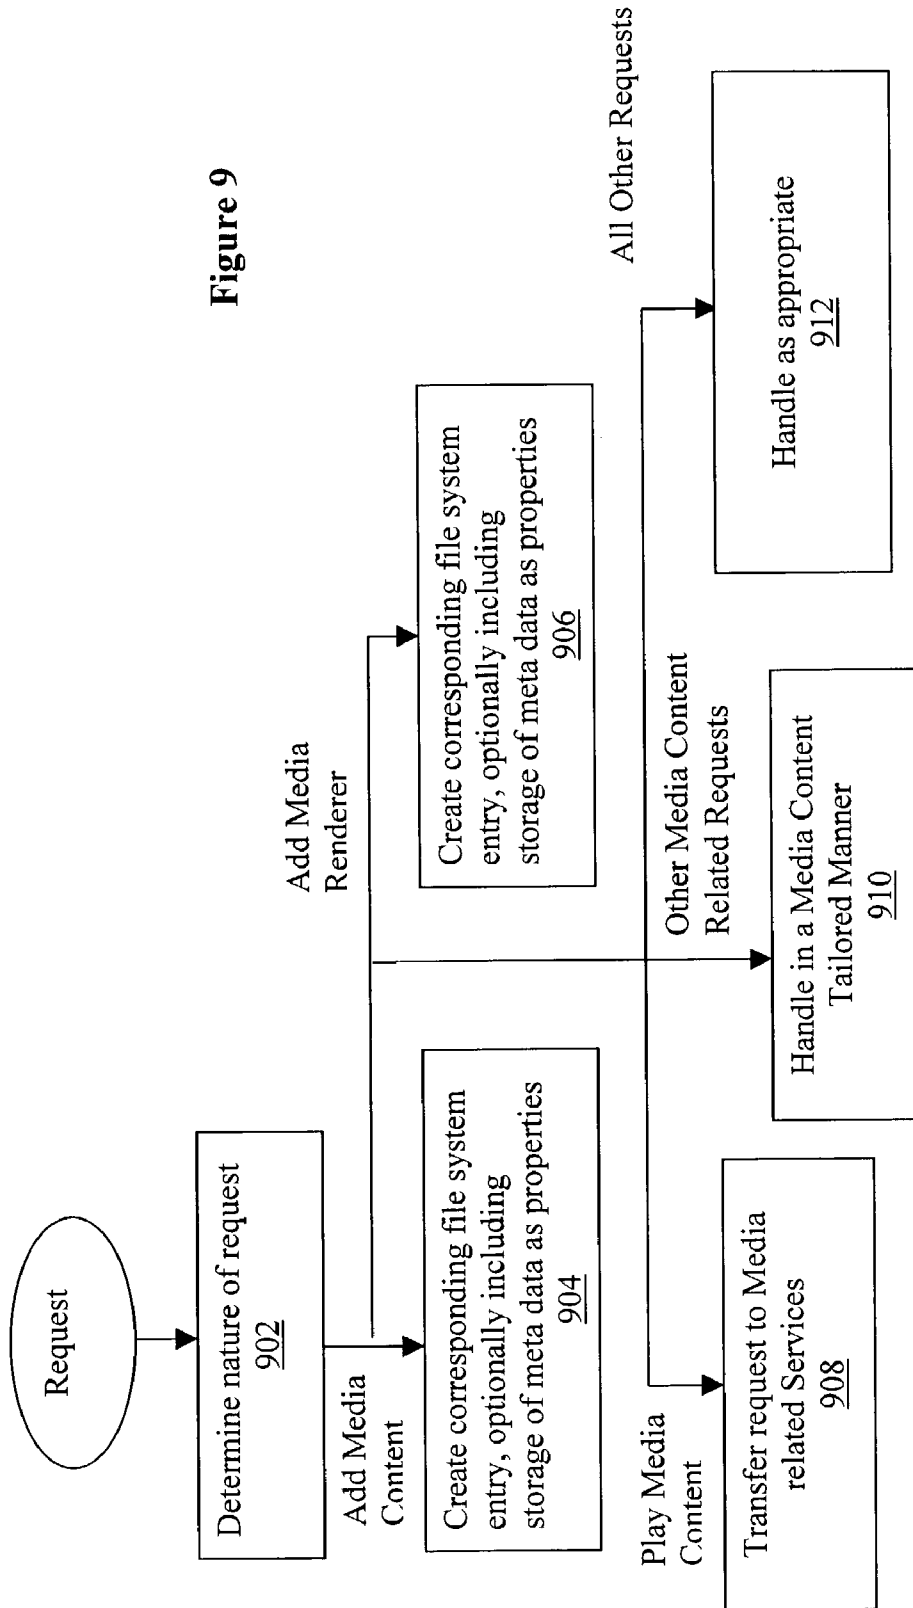 Figure 9
Request
Determine nature of request
902
Add Media
Content
Add Media
Renderer
Create corresponding file system
entry, optionally including
storage of meta data as properties
904
Create corresponding file system
entry, optionally including
storage of meta data as properties
906
Play Media
Content
Other Media Content
Related Requests
All Other Requests
Transfer request to Media
related Services
908
Handle in a Media Content
Tailored Manner
910
Handle as appropriate
912